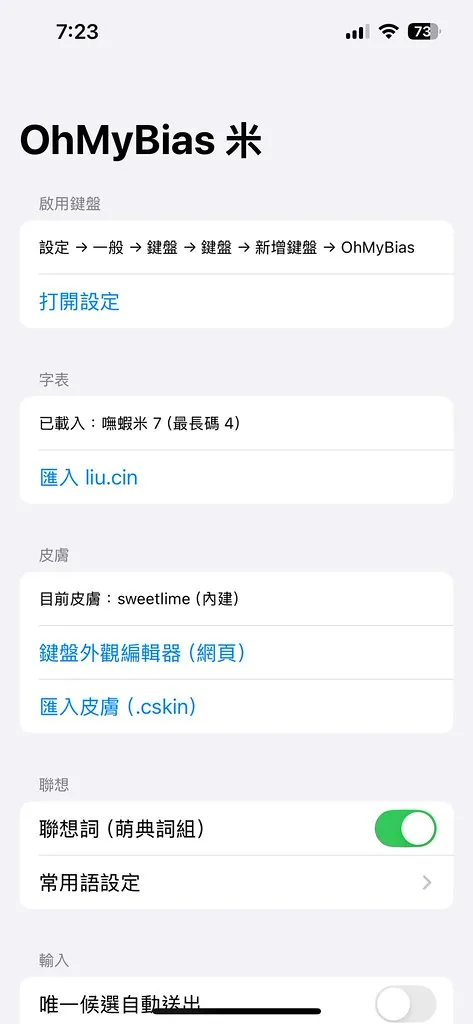 7:23
73
OhMyBias 米
啟用鍵盤
設定 → 一般 → 鍵盤 → 鍵盤 → 新增鍵盤 → OhMyBias
打開設定
字表
已載入：嘸蝦米 7 (最長碼 4)
匯入 liu.cin
皮膚
目前皮膚：sweetlime (內建)
鍵盤外觀編輯器 (網頁)
匯入皮膚 (.cskin)
聯想
聯想詞 (萌典詞組)
常用語設定
輸入
唯一候選自動送出